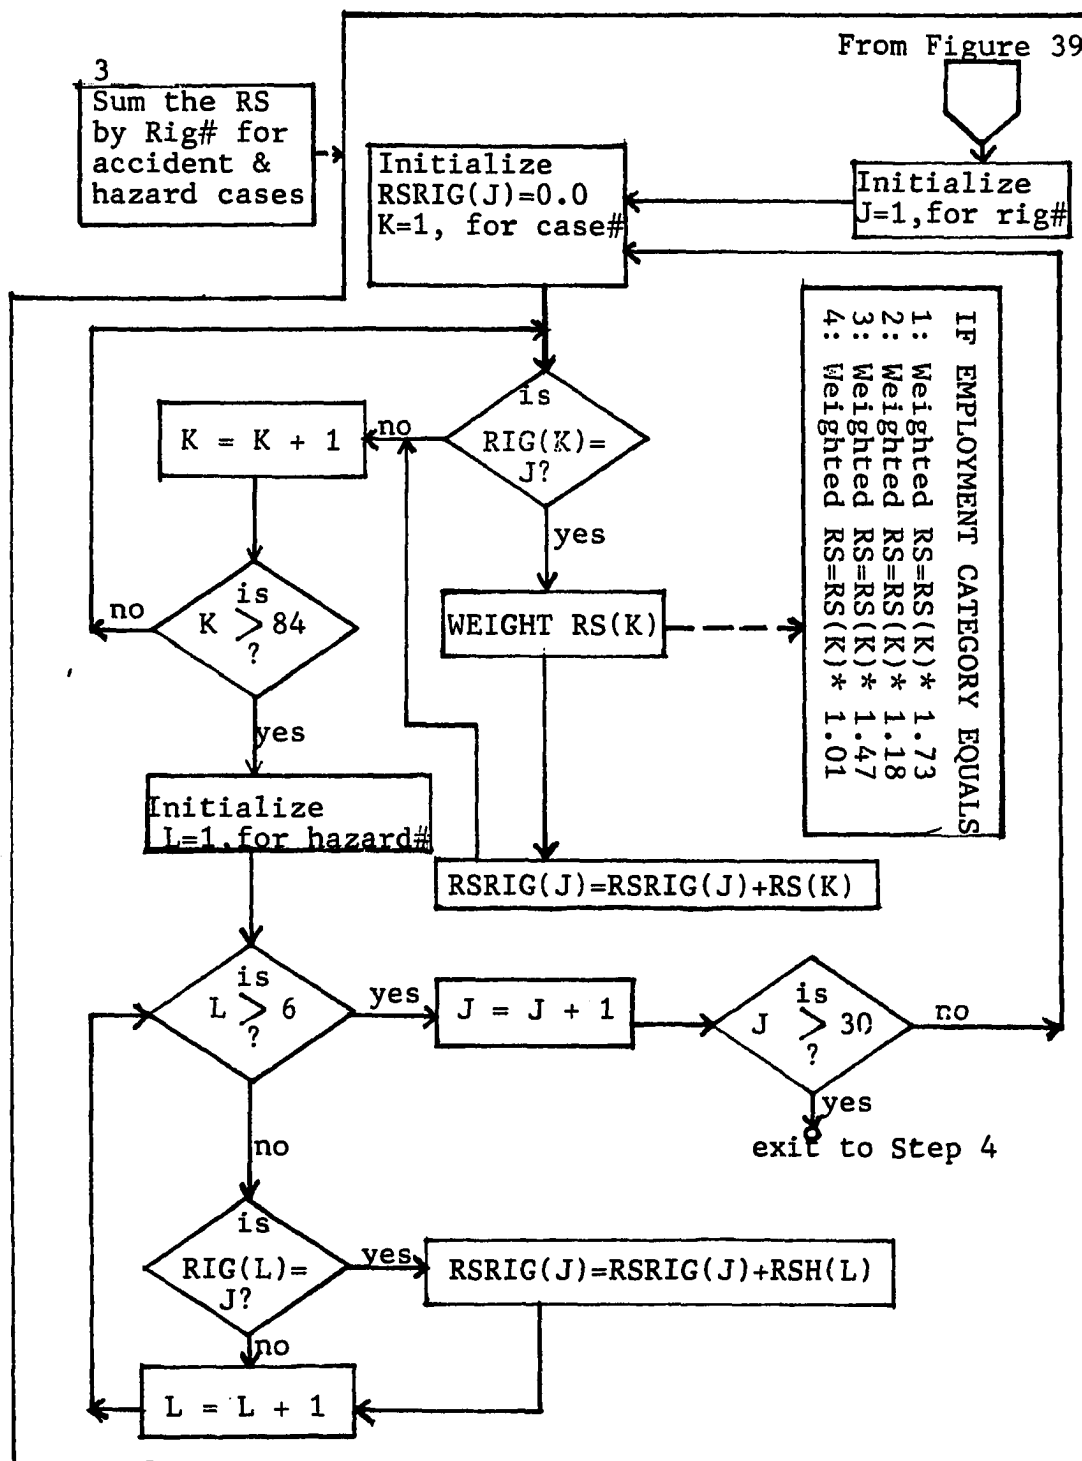 From Figure 39
3
Sum the RS
by Rig# for
accident &
hazard cases
Initialize
RSRIG(J)=0.0
K=1, for case#
Initialize
J=1,for rig#
IF EMPLOYMENT CATEGORY EQUALS
1: Weighted RS=RS(K)* 1.73
2: Weighted RS=RS(K)* 1.18
3: Weighted RS=RS(K)* 1.47
4: Weighted RS=RS(K)* 1.01
is
RIG(K)=
J?
no
K = K + 1
yes
is
K > 84
?
no
WEIGHT RS(K)
yes
Initialize
L=1,for hazard#
RSRIG(J)=RSRIG(J)+RS(K)
is
L > 6
?
yes
J = J + 1
is
J > 30
?
no
yes
exit to Step 4
no
is
RIG(L)=
J?
yes
RSRIG(J)=RSRIG(J)+RSH(L)
no
L = L + 1